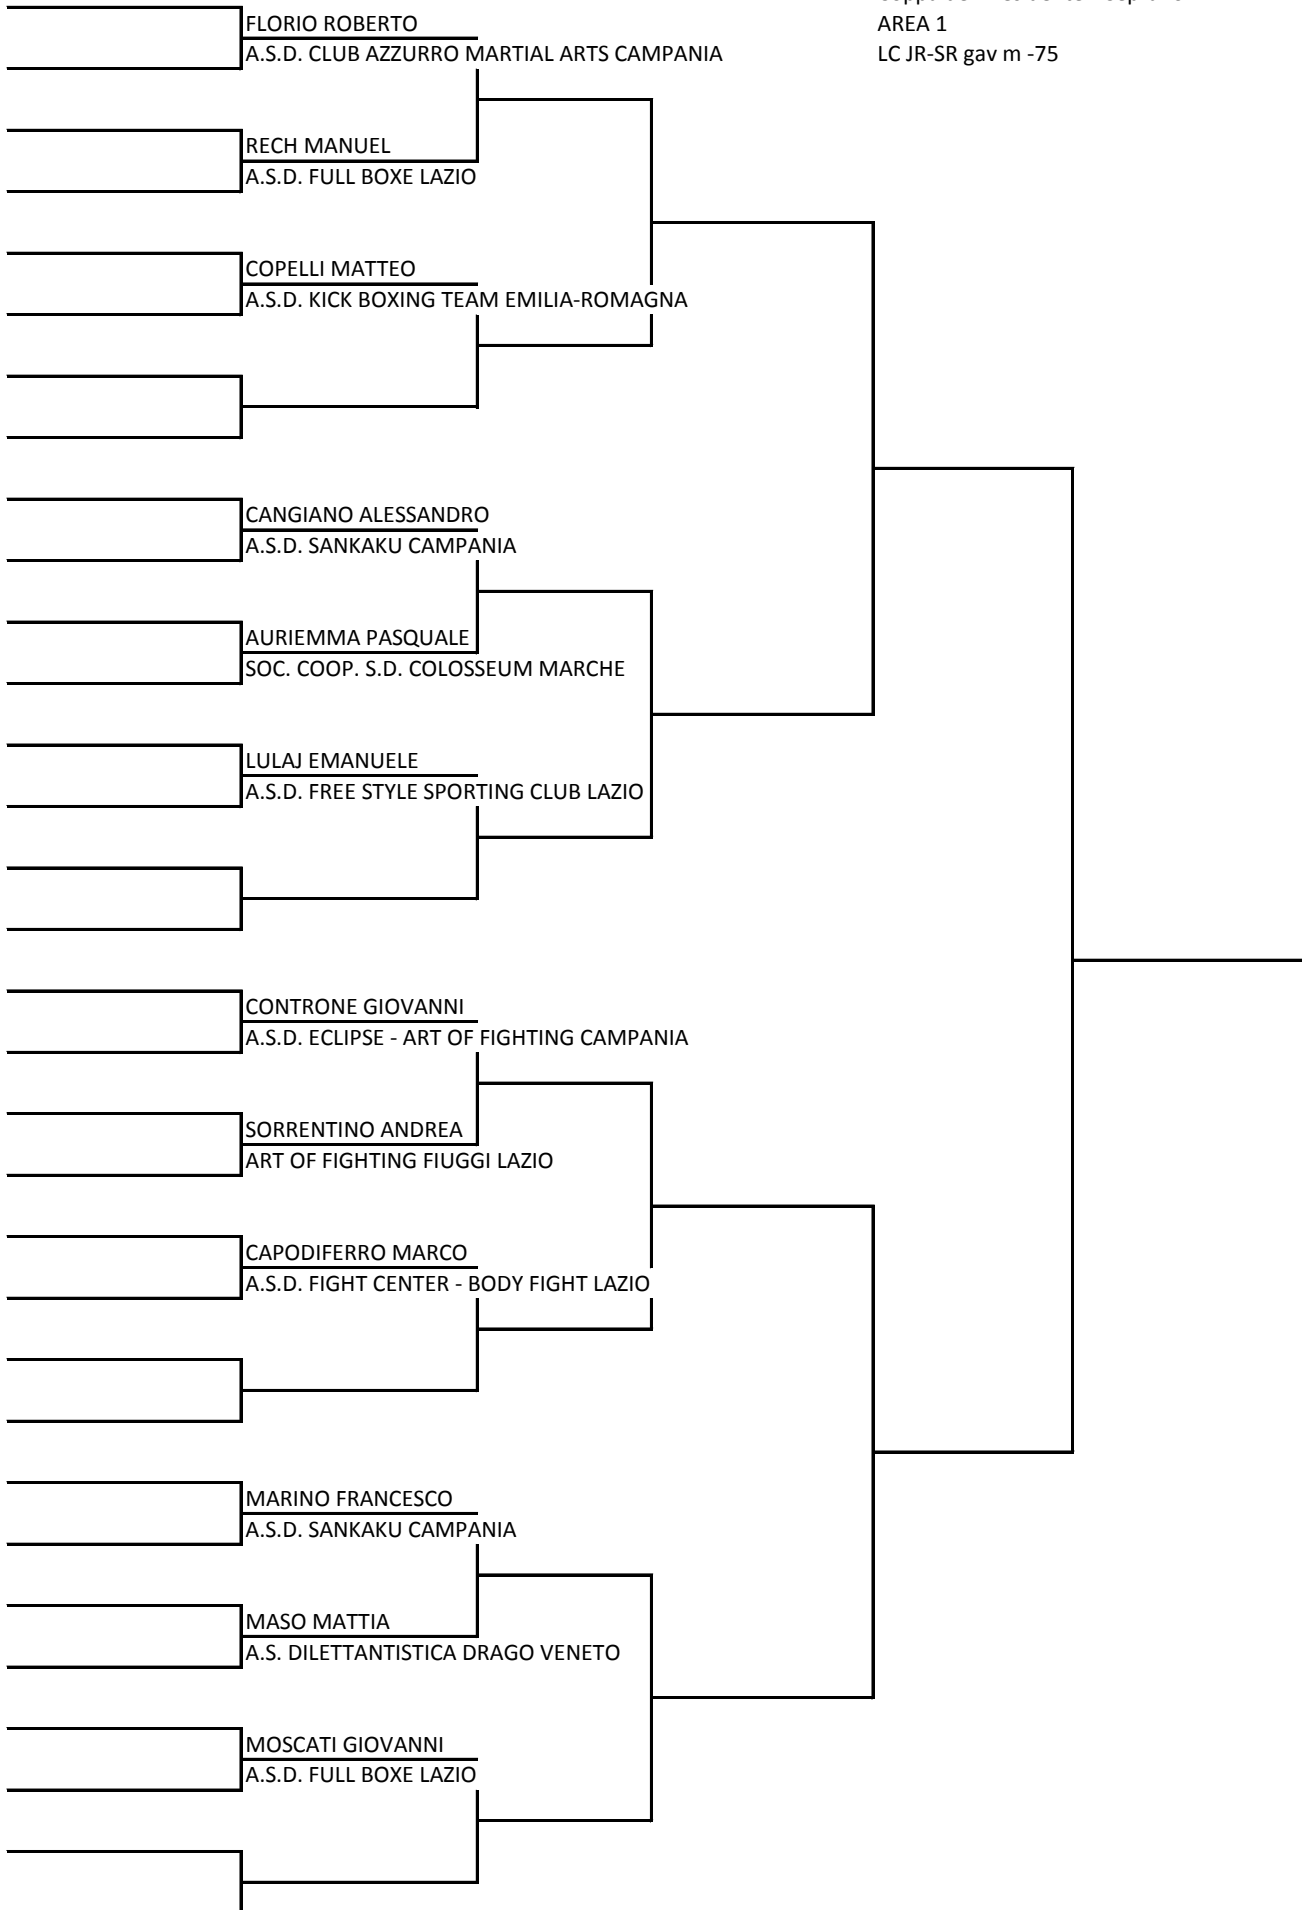 FLORIO ROBERTO
A.S.D. CLUB AZZURRO MARTIAL ARTS CAMPANIA
AREA 1
LC JR-SR gav m -75
RECH MANUEL
A.S.D. FULL BOXE LAZIO
COPELLI MATTEO
A.S.D. KICK BOXING TEAM EMILIA-ROMAGNA
CANGIANO ALESSANDRO
A.S.D. SANKAKU CAMPANIA
AURIEMMA PASQUALE
SOC. COOP. S.D. COLOSSEUM MARCHE
LULAJ EMANUELE
A.S.D. FREE STYLE SPORTING CLUB LAZIO
CONTRONE GIOVANNI
A.S.D. ECLIPSE - ART OF FIGHTING CAMPANIA
SORRENTINO ANDREA
ART OF FIGHTING FIUGGI LAZIO
CAPODIFERRO MARCO
A.S.D. FIGHT CENTER - BODY FIGHT LAZIO
MARINO FRANCESCO
A.S.D. SANKAKU CAMPANIA
MASO MATTIA
A.S. DILETTANTISTICA DRAGO VENETO
MOSCATI GIOVANNI
A.S.D. FULL BOXE LAZIO